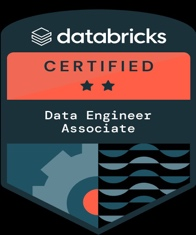 databricks
CERTIFIED
Data Engineer
Associate